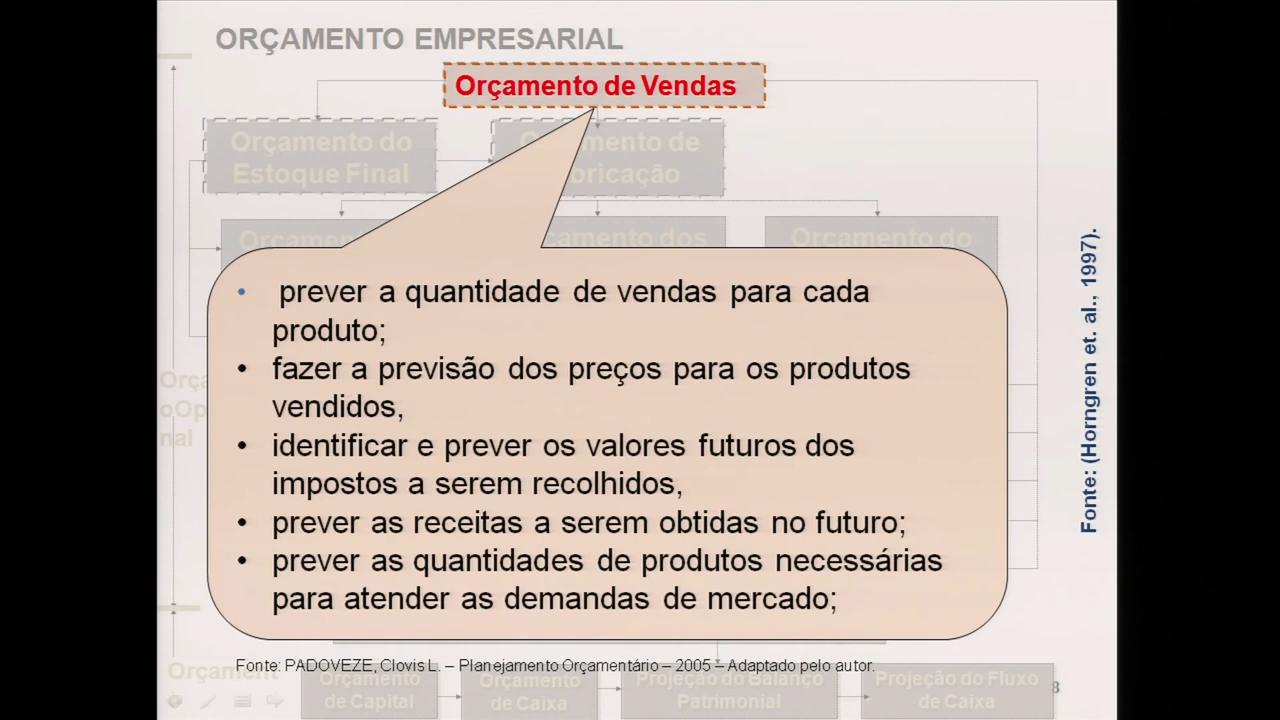 ORÇAMENTO EMPRESARIAL
Orçamento de Vendas
Orçamento do
Estoque Final
de
Orçamento do
• prever a quantidade de vendas para cada
produto;
• fazer a previsão dos preços para os produtos
vendidos,
• identificar e prever os valores futuros dos
impostos a serem recolhidos,
• prever as receitas a serem obtidas no futuro;
• prever as quantidades de produtos necessárias
para atender as demandas de mercado;
Fonte: (Horngren et. al., 1997).
Fonte: PADOVEZE, Clovis L. – Planejamento Orçamentário – 2005 – Adaptado pelo autor.
Orçamento
de Capital
Orçamento
de Caixa
Projeção do Balanço
Patrimonial
Projeção do Fluxo
de Caixa
8